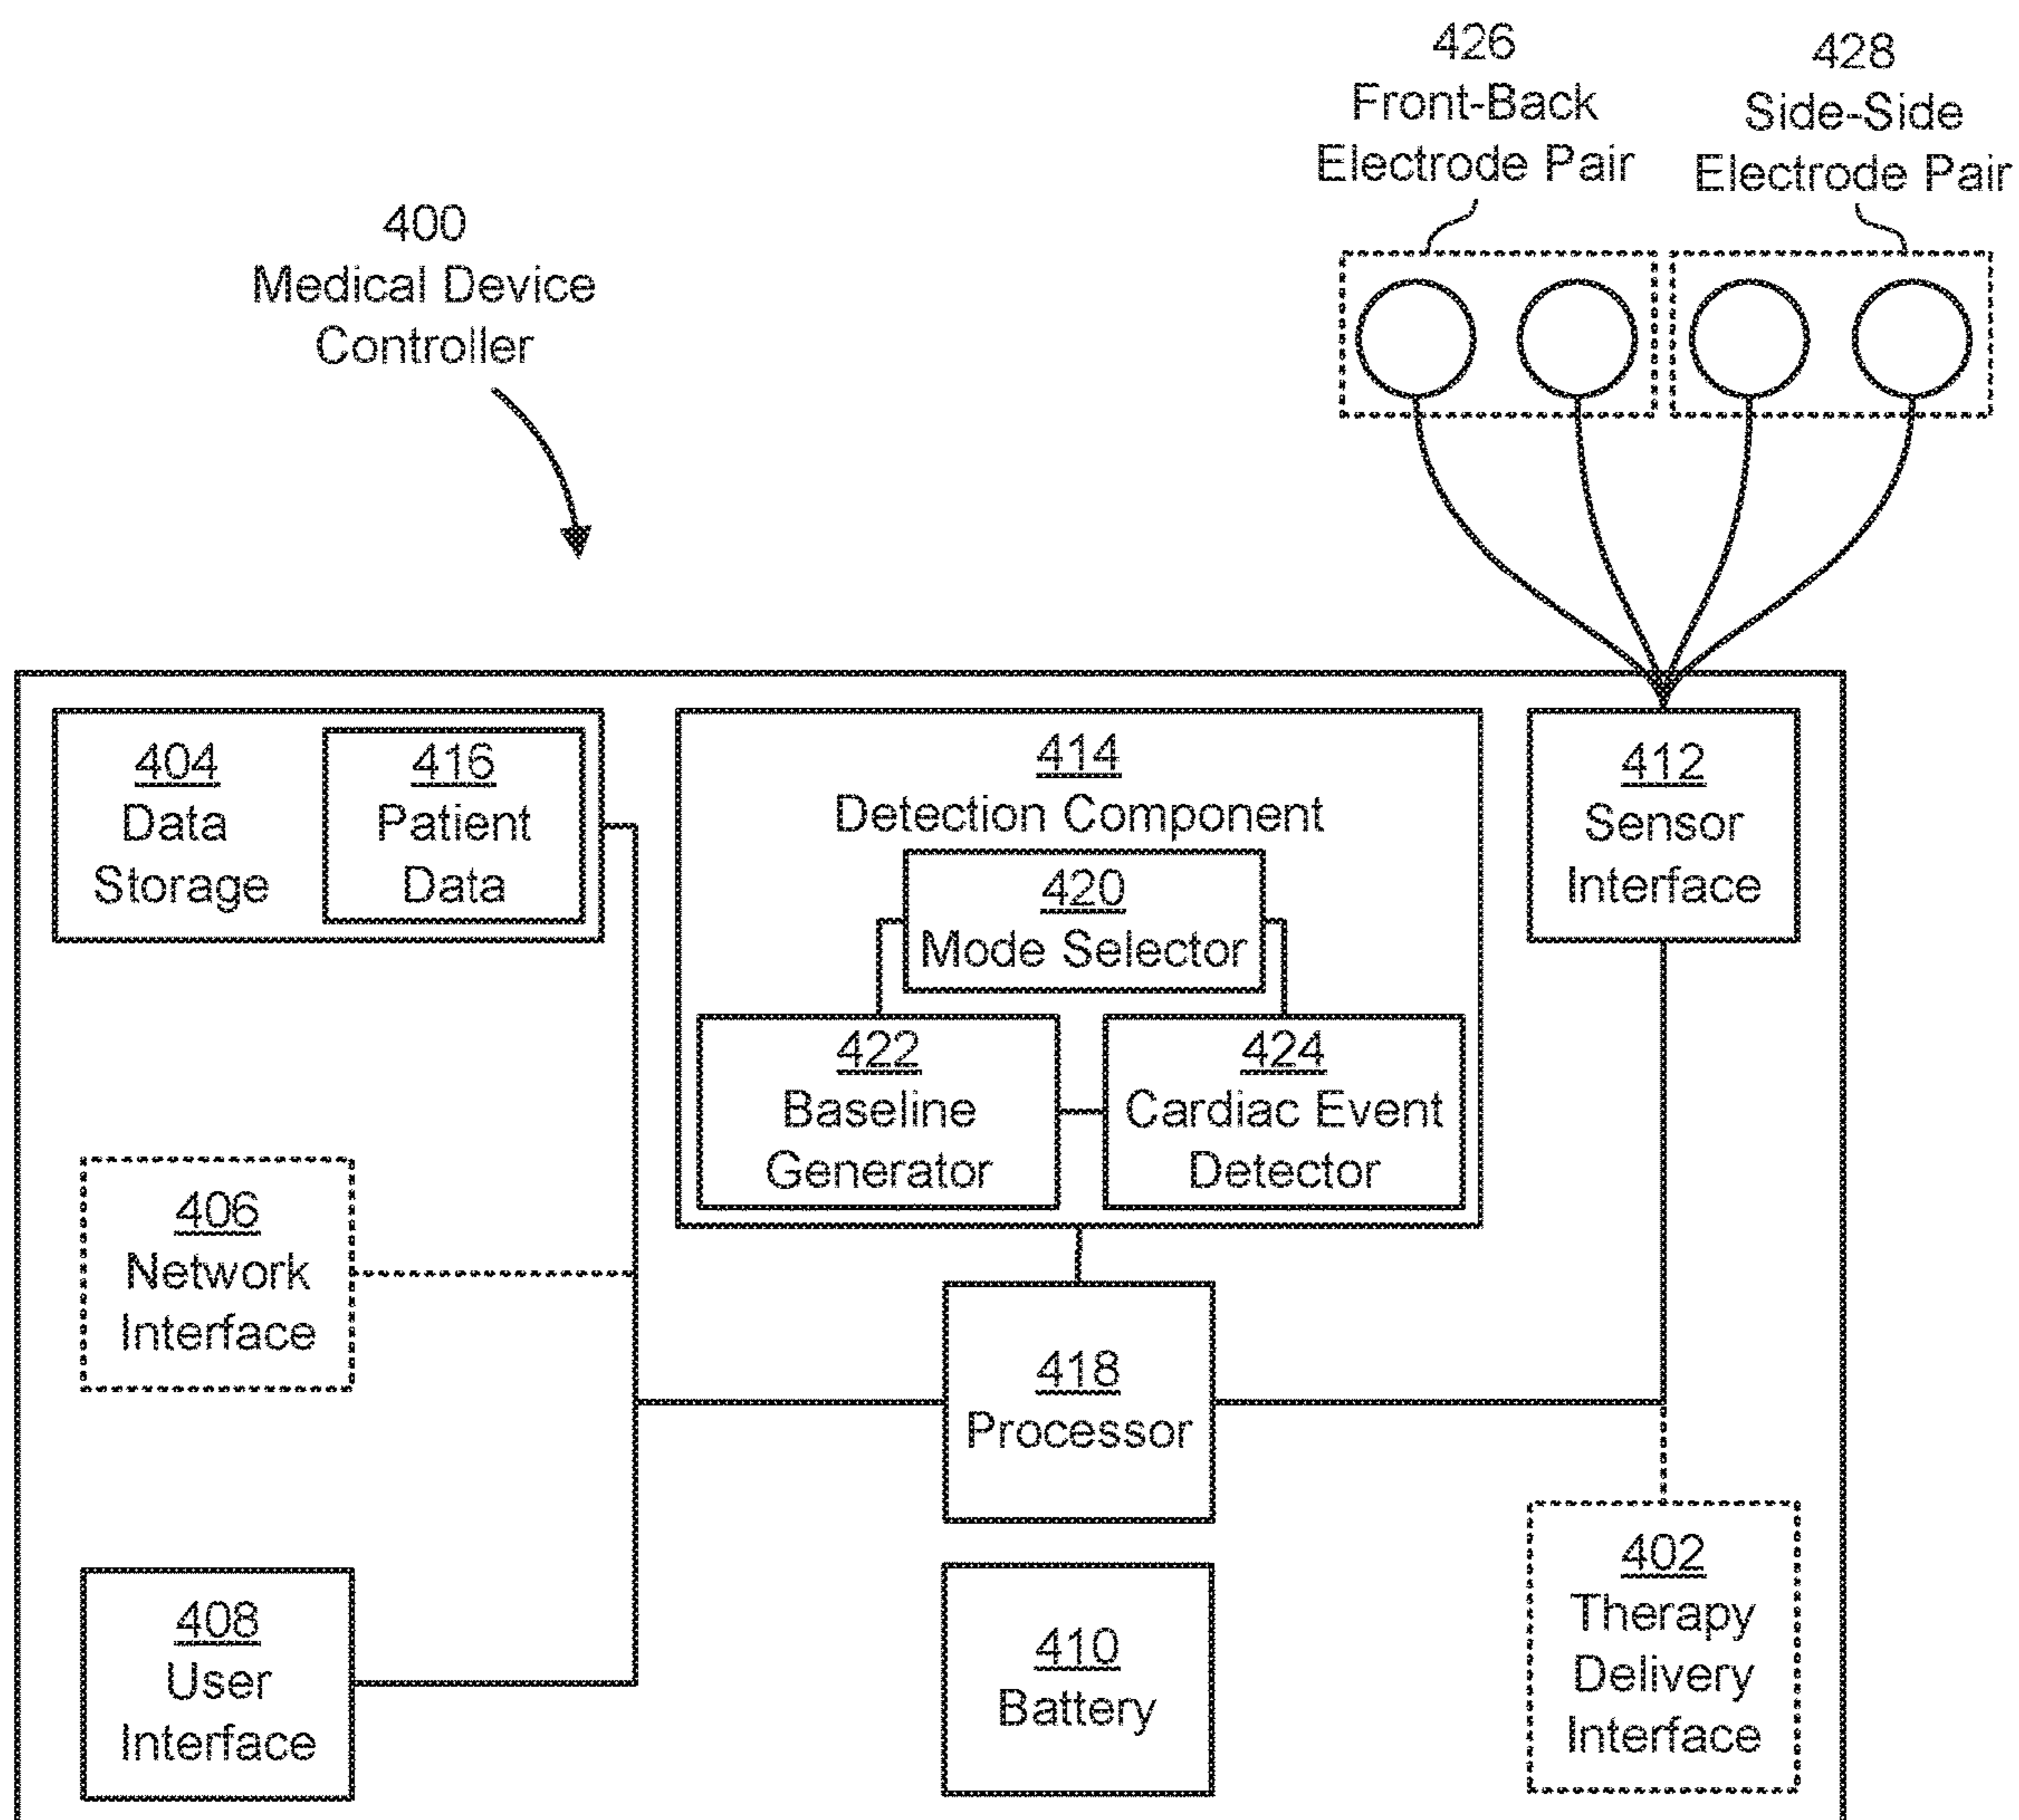 426
Front-Back
Electrode Pair
428
Side-Side
Electrode Pair
400
Medical Device
Controller
404
Data
Storage
416
Patient
Data
414
Detection Component
420
Mode Selector
422
Baseline
Generator
424
Cardiac Event
Detector
412
Sensor
Interface
406
Network
Interface
418
Processor
408
User
Interface
410
Battery
402
Therapy
Delivery
Interface